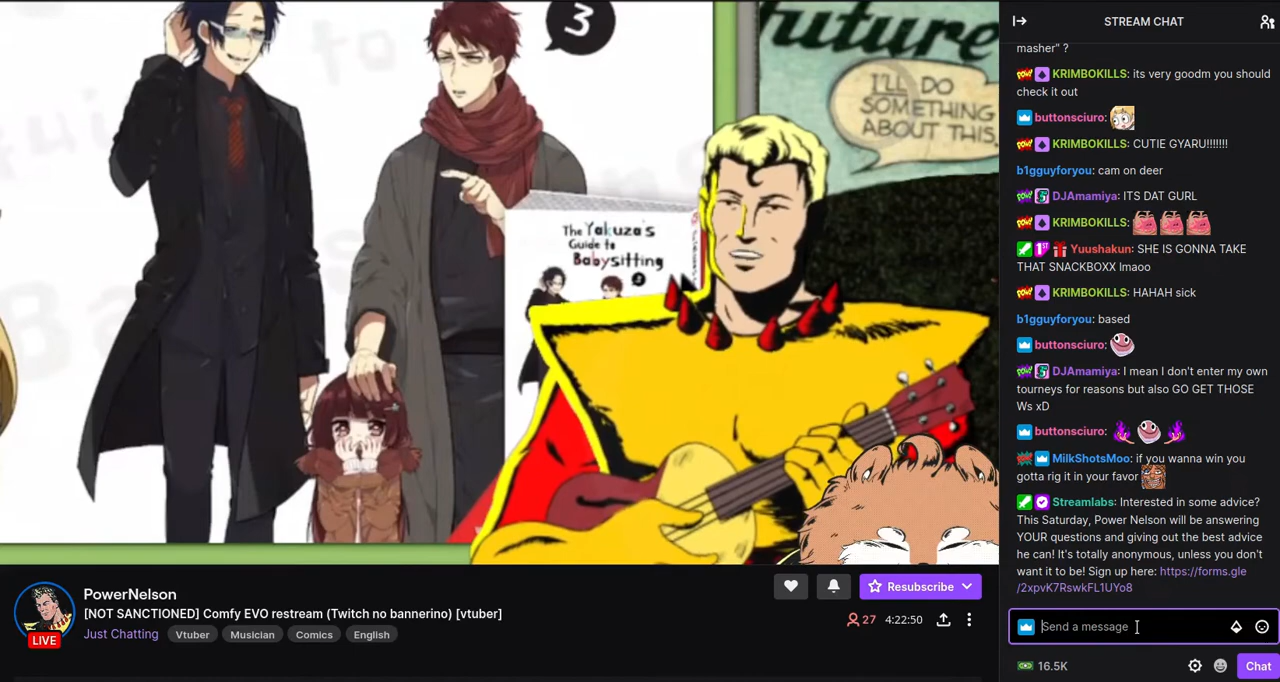 3
future
I'LL DO
SOMETHING
ABOUT THIS,
The Yakuza's
Guide to
Babysitting
3
STREAM CHAT
masher" ?
KRIMBOKILLS: its very goodm you should
check it out
buttonsciuro:
KRIMBOKILLS: CUTIE GYARU!!!!!!!
b1gguyforyou: cam on deer
DJAmamiya: ITS DAT GURL
KRIMBOKILLS:
1ST Yuushakun: SHE IS GONNA TAKE
THAT SNACKBOXX lmaoo
KRIMBOKILLS: HAHAH sick
b1gguyforyou: based
buttonsciuro:
DJAmamiya: I mean I don't enter my own
tourneys for reasons but also GO GET THOSE
Ws xD
buttonsciuro:
MilkShotsMoo: if you wanna win you
gotta rig it in your favor
Streamlabs: Interested in some advice?
This Saturday, Power Nelson will be answering
YOUR questions and giving out the best advice
he can! It's totally anonymous, unless you don't
want it to be! Sign up here: https://forms.gle
/2xpvK7RswkFL1UYo8
Send a message
16.5K
Chat
PowerNelson
[NOT SANCTIONED] Comfy EVO restream (Twitch no bannerino) [vtuber]
Just Chatting
Vtuber
Musician
Comics
English
LIVE
Resubscribe
27
4:22:50